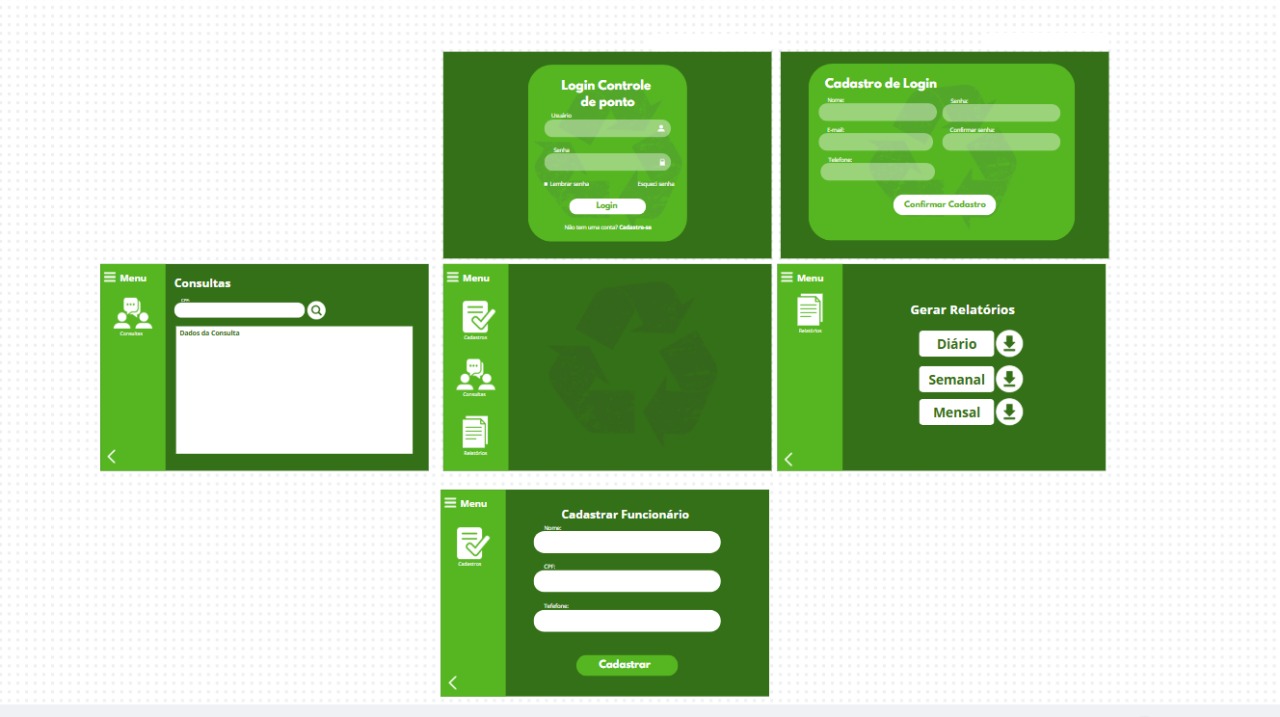 Login Controle
de ponto
Usuário
Senha
Lembrar senha
Esqueci senha
Login
Não tem uma conta? Cadastre-se
Cadastro de Login
Nome:
Senha:
E-mail:
Confirmar senha:
Telefone:
Confirmar Cadastro
Menu
Consultas
Consultas
CPF:
Dados da Consulta
Menu
Cadastros
Consultas
Relatórios
Menu
Relatórios
Gerar Relatórios
Diário
Semanal
Mensal
Menu
Cadastros
Cadastrar Funcionário
Nome:
CPF:
Telefone:
Cadastrar